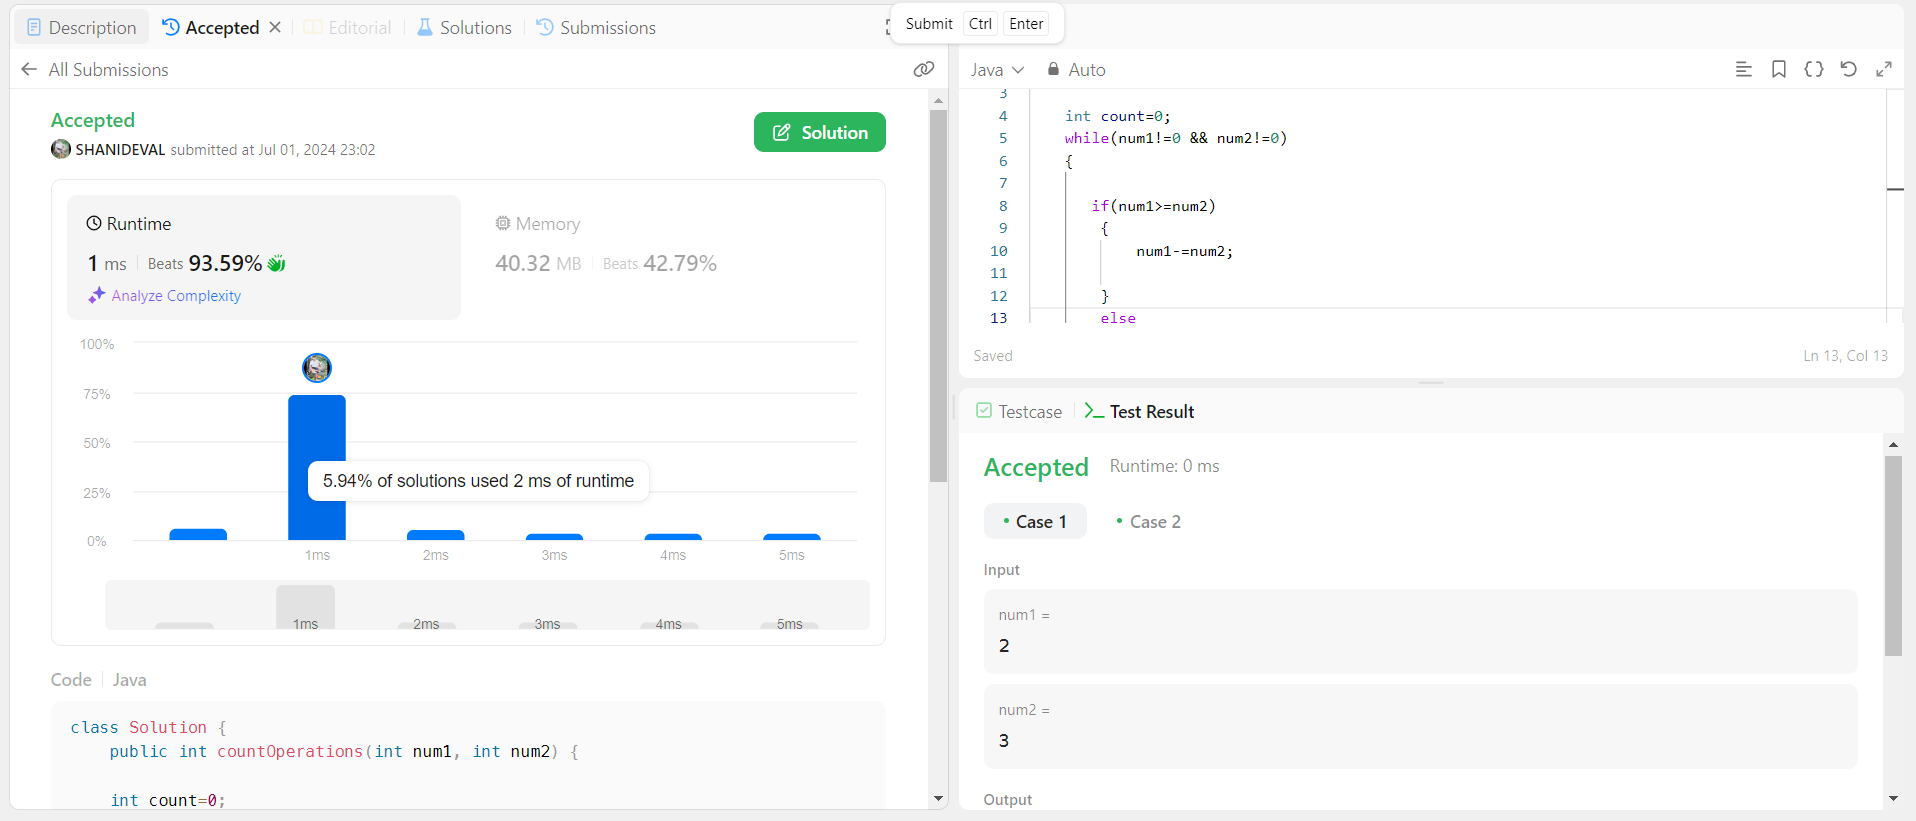 Description
Accepted
Editorial
Solutions
Submissions
Submit Ctrl Enter
All Submissions
Accepted
SHANIDEVAL submitted at Jul 01, 2024 23:02
Solution
Runtime
1 ms Beats 93.59%
Analyze Complexity
Memory
40.32 MB Beats 42.79%
100%
75%
50%
25%
0%
5.94% of solutions used 2 ms of runtime
1ms 2ms 3ms 4ms 5ms
1ms 2ms 3ms 4ms 5ms
Code Java
class Solution {
public int countOperations(int num1, int num2) {
int count=0;
Java Auto
3
4 int count=0;
5 while(num1!=0 && num2!=0)
6 {
7
8 if(num1>=num2)
9 {
10 num1-=num2;
11
12 }
13 else
Saved
Ln 13, Col 13
Testcase
Test Result
Accepted Runtime: 0 ms
Case 1 Case 2
Input
num1 =
2
num2 =
3
Output